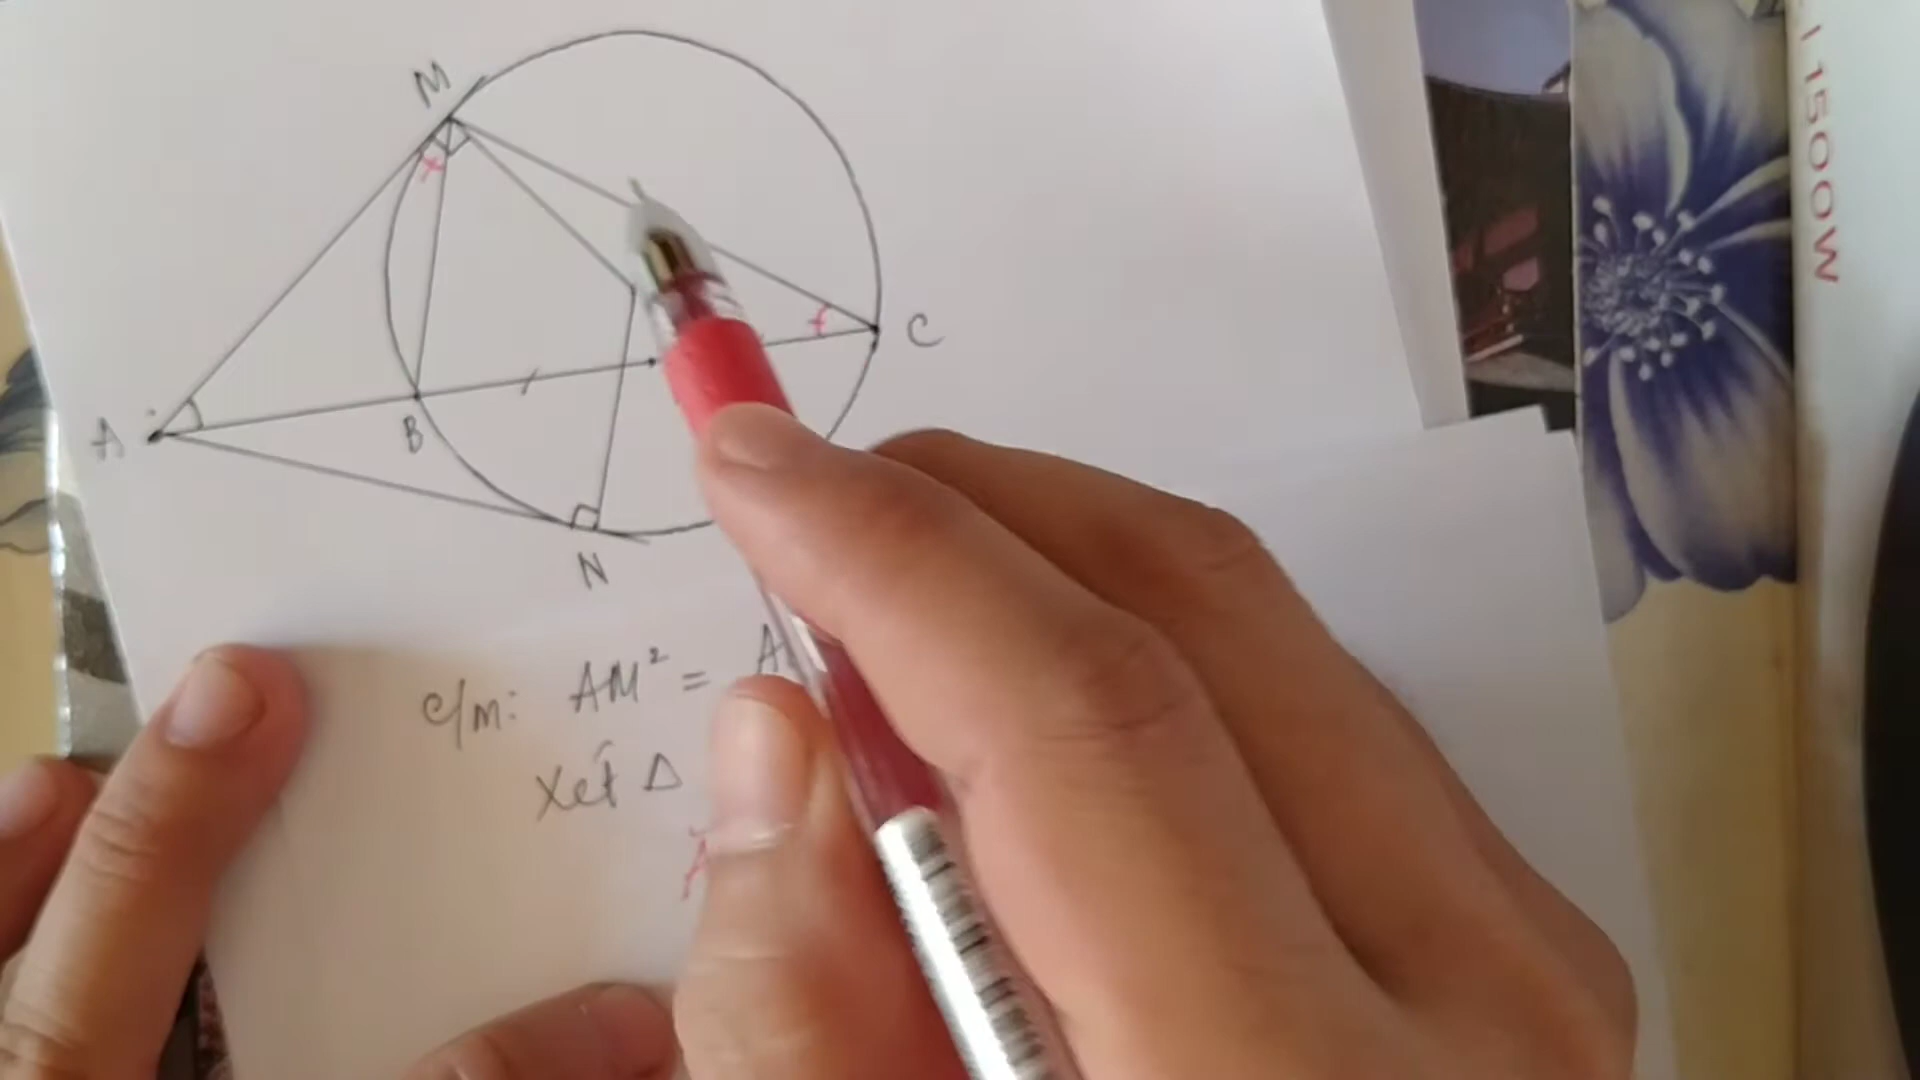 M
A
B
C
N
c/m: AM² =
Xét Δ
1500W